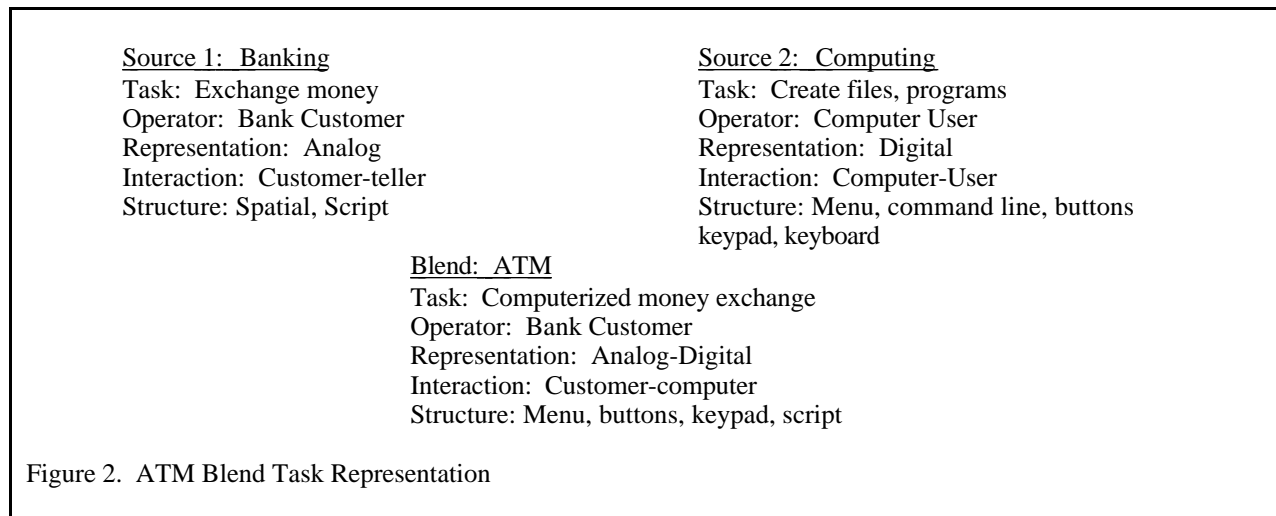 Source 1: Banking
Task: Exchange money
Operator: Bank Customer
Representation: Analog
Interaction: Customer-teller
Structure: Spatial, Script
Source 2: Computing
Task: Create files, programs
Operator: Computer User
Representation: Digital
Interaction: Computer-User
Structure: Menu, command line, buttons
keypad, keyboard
Blend: ATM
Task: Computerized money exchange
Operator: Bank Customer
Representation: Analog-Digital
Interaction: Customer-computer
Structure: Menu, buttons, keypad, script
Figure 2. ATM Blend Task Representation